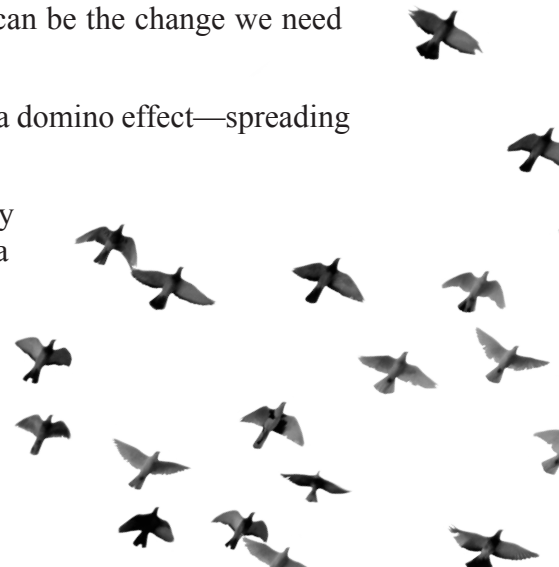 can be the change we need
a domino effect—spreading
y
a